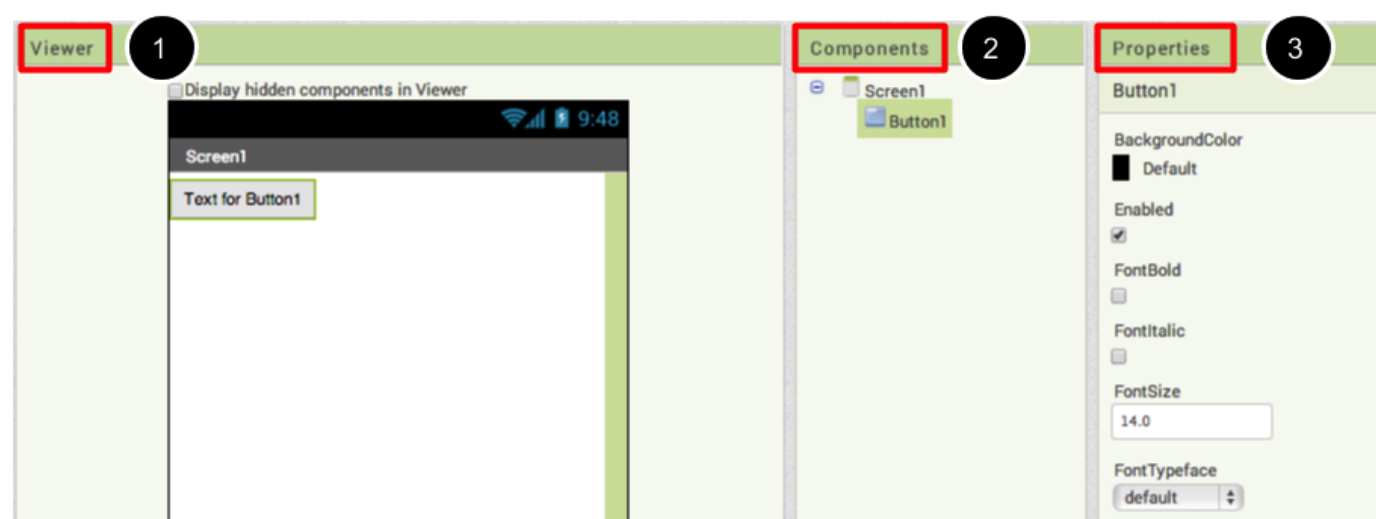 Viewer
1
Components
2
Properties
3
Display hidden components in Viewer
9:48
Screen1
Text for Button1
Screen1
Button1
Button1
BackgroundColor
Default
Enabled
FontBold
FontItalic
FontSize
14.0
FontTypeface
default